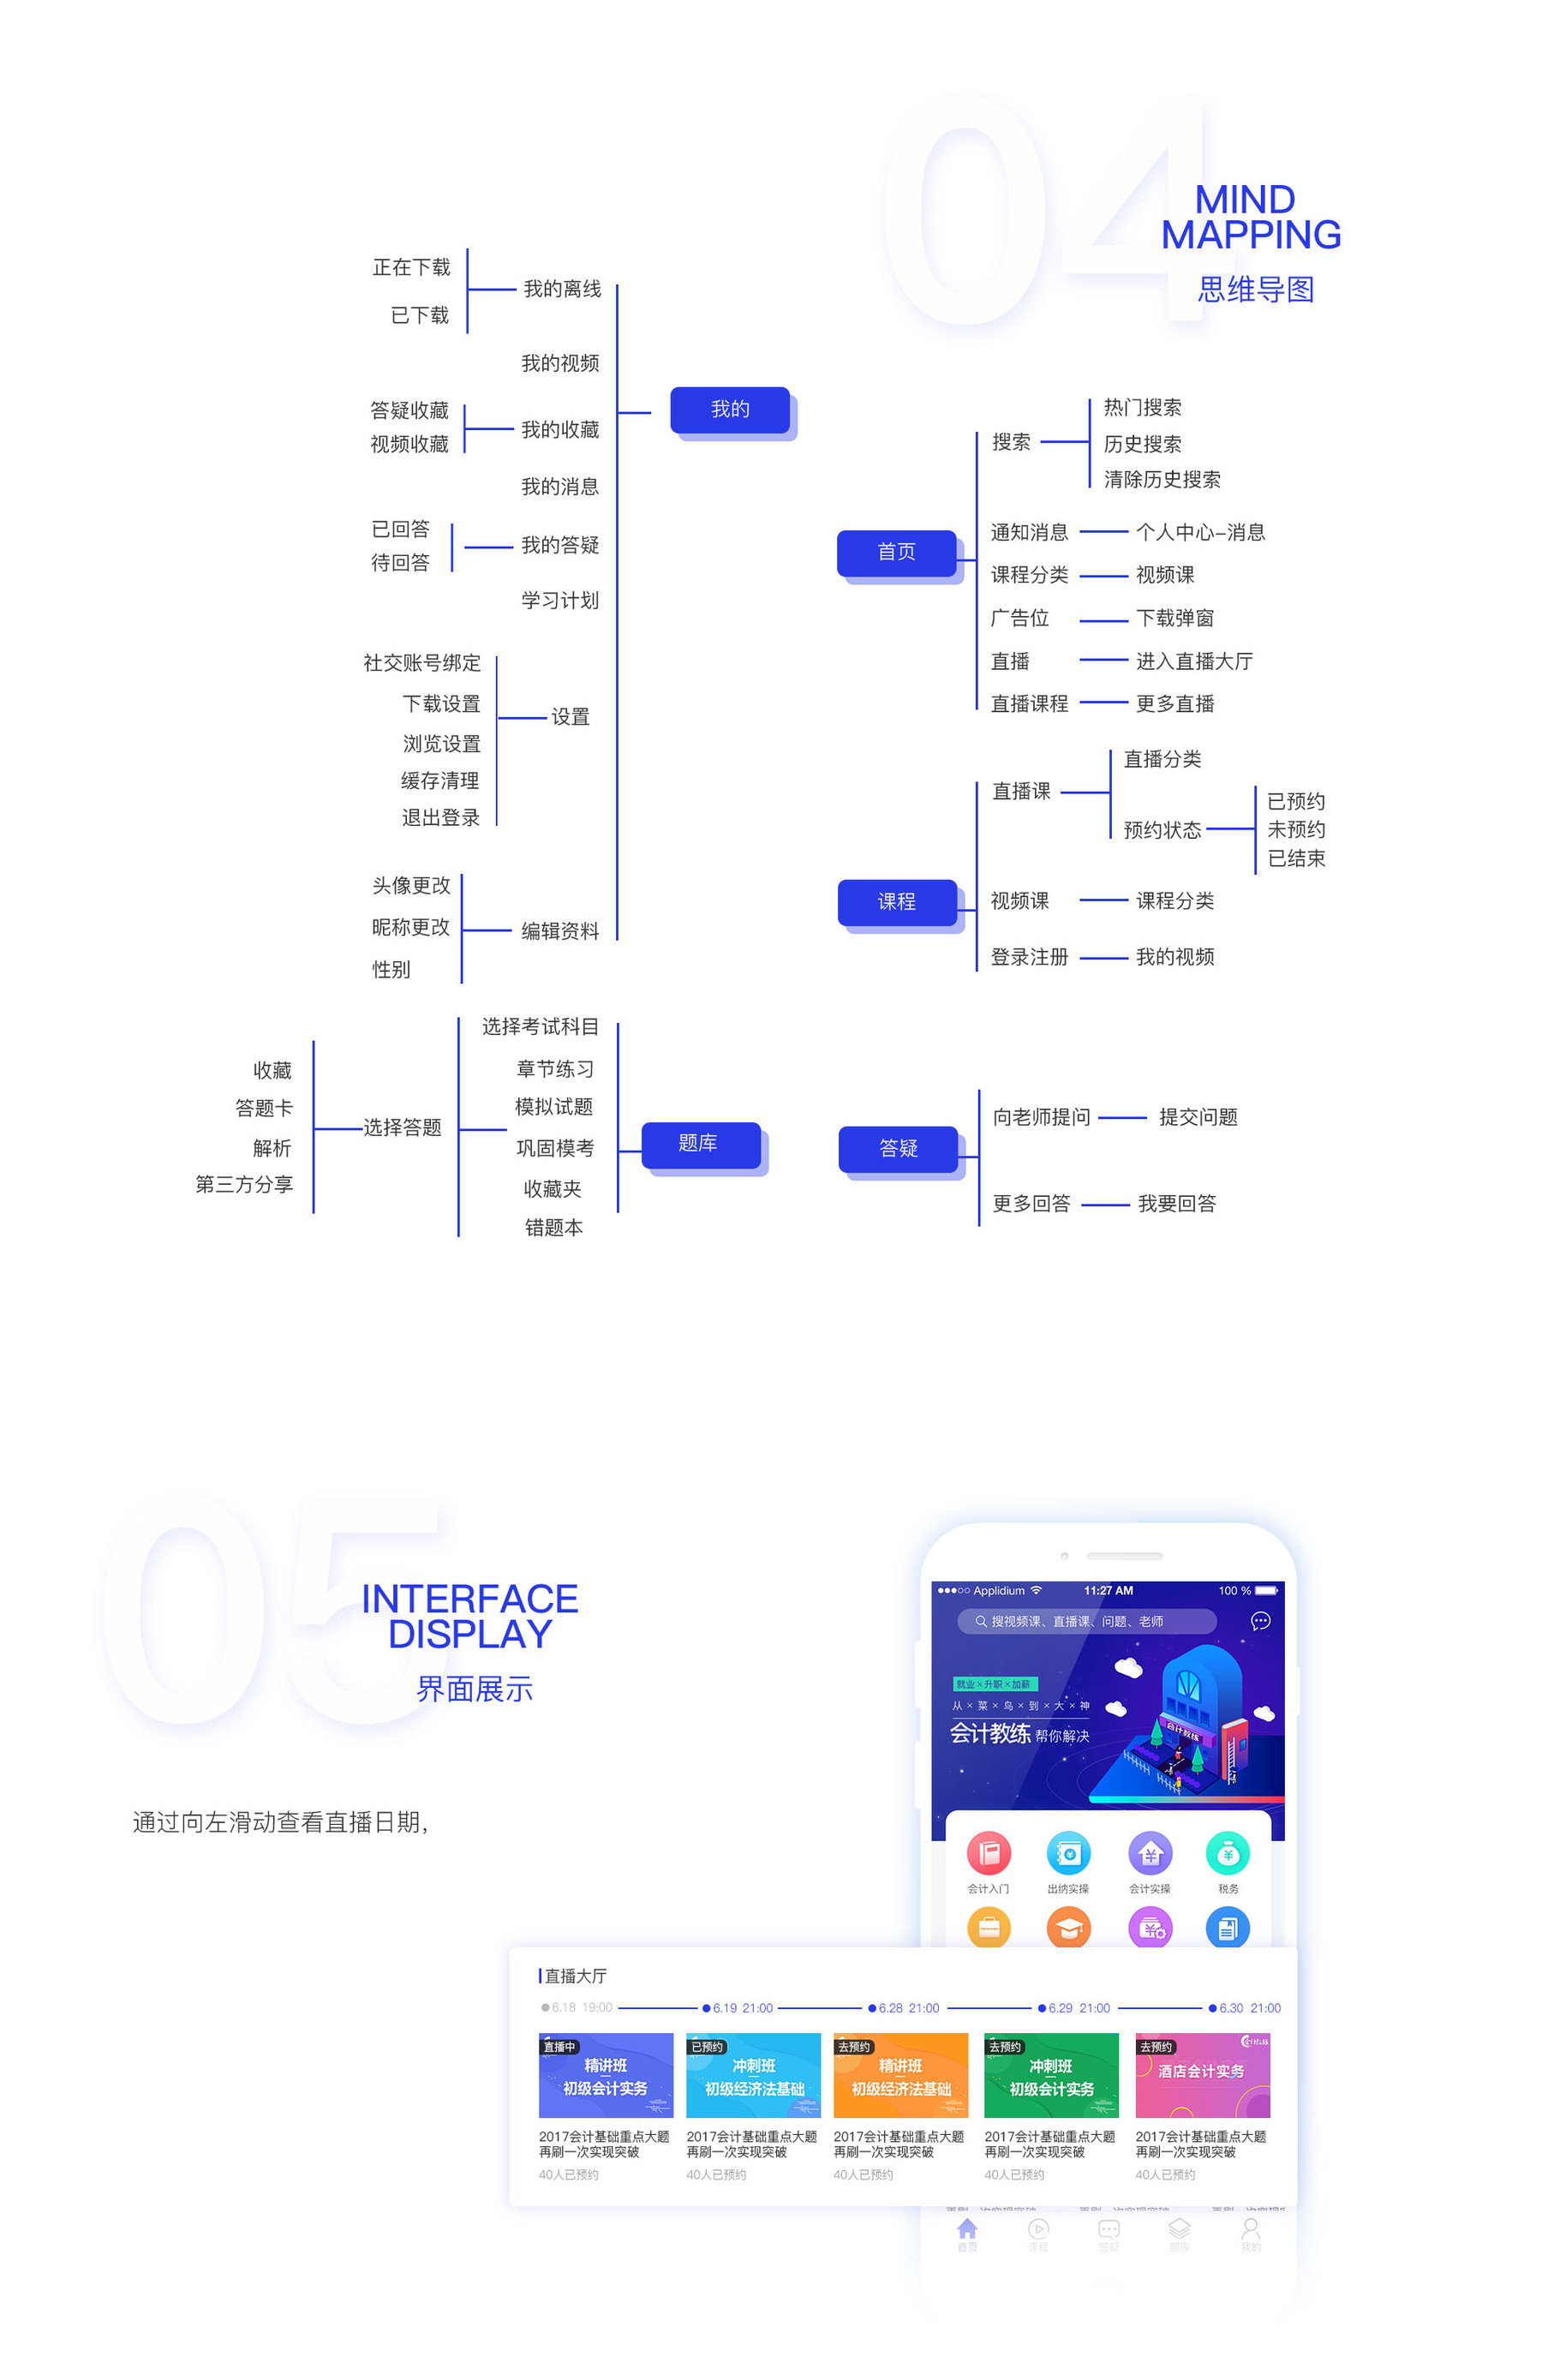 04
MIND
MAPPING
思维导图
我的
我的离线
正在下载
已下载
我的视频
我的收藏
答疑收藏
视频收藏
我的消息
我的答疑
已回答
待回答
学习计划
设置
社交账号绑定
下载设置
浏览设置
缓存清理
退出登录
编辑资料
头像更改
昵称更改
性别
首页
搜索
热门搜索
历史搜索
清除历史搜索
通知消息
个人中心-消息
课程分类
视频课
广告位
下载弹窗
直播
进入直播大厅
直播课程
更多直播
课程
直播课
直播分类
预约状态
已预约
未预约
已结束
视频课
课程分类
登录注册
我的视频
题库
选择考试科目
章节练习
模拟试题
巩固模考
收藏夹
错题本
选择答题
收藏
答题卡
解析
第三方分享
答疑
向老师提问
提交问题
更多回答
我要回答
05
INTERFACE
DISPLAY
界面展示
通过向左滑动查看直播日期,
Applidium 11:27 AM 100 %
搜视频课、直播课、问题、老师
就业×升职×加薪
从×菜×鸟×到×大×神
会计教练 帮你解决
会计教练
会计入门 出纳实操 会计实操 税务
直播大厅
6.18 19:00 6.19 21:00 6.28 21:00 6.29 21:00 6.30 21:00
直播中
精讲班
初级会计实务
2017会计基础重点大题
再刷一次实现突破
40人已预约
已预约
冲刺班
初级经济法基础
2017会计基础重点大题
再刷一次实现突破
40人已预约
去预约
精讲班
初级经济法基础
2017会计基础重点大题
再刷一次实现突破
40人已预约
去预约
冲刺班
初级会计实务
2017会计基础重点大题
再刷一次实现突破
40人已预约
去预约
会计教练
酒店会计实务
2017会计基础重点大题
再刷一次实现突破
40人已预约
首页 课程 答疑 题库 我的